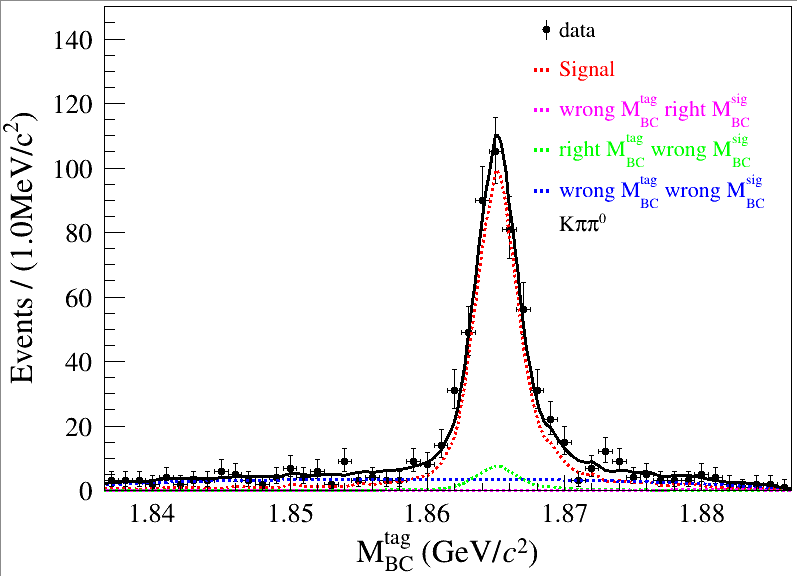 data
Signal
wrong M_BC^tag right M_BC^sig
right M_BC^tag wrong M_BC^sig
wrong M_BC^tag wrong M_BC^sig
Kππ⁰
Events / (1.0MeV/c²)
140
120
100
80
60
40
20
0
1.84 1.85 1.86 1.87 1.88
M_BC^tag (GeV/c²)